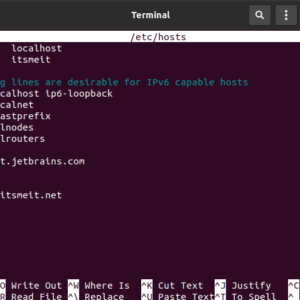 Terminal
/etc/hosts
localhost
itsmeit
g lines are desirable for IPv6 capable hosts
calhost ip6-loopback
calnet
astprefix
lnodes
lrouters
t.jetbrains.com
itsmeit.net
O Write Out ^W Where Is ^K Cut Text ^J Justify ^C
R Read File ^\ Replace ^U Paste Text ^T To Spell ^